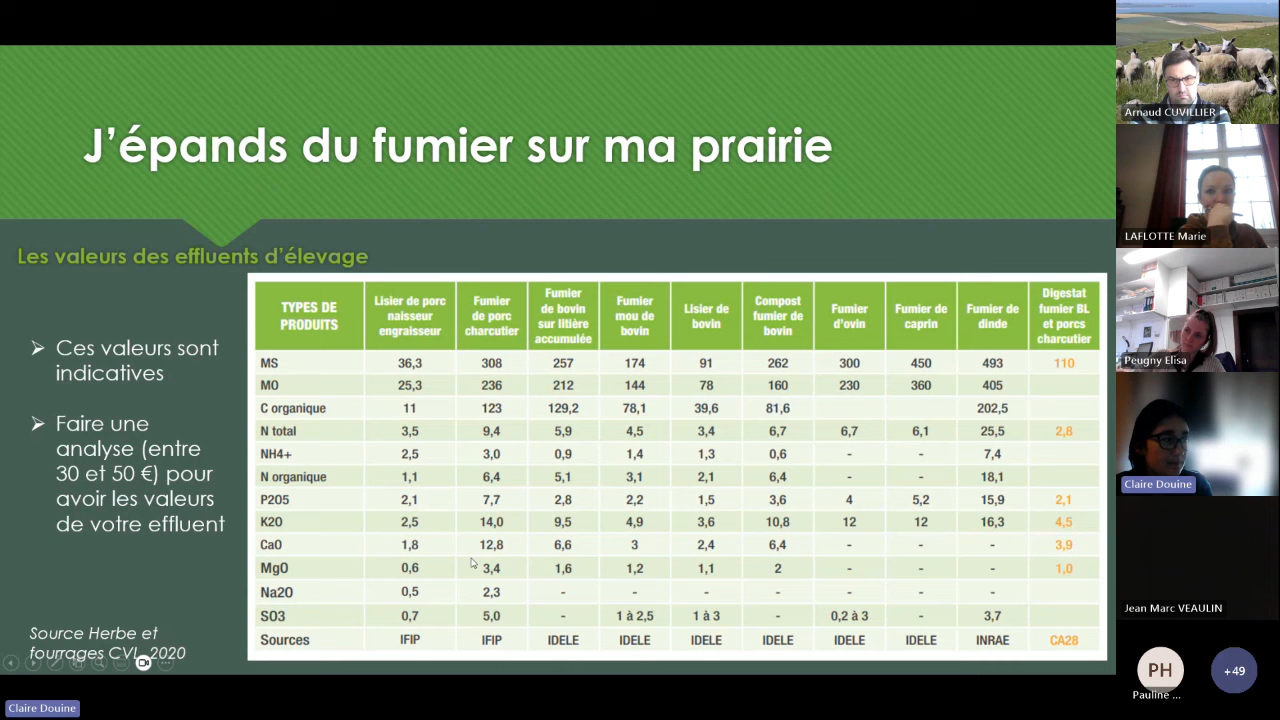 J'épands du fumier sur ma prairie
Les valeurs des effluents d'élevage
➢ Ces valeurs sont
indicatives
➢ Faire une
analyse (entre
30 et 50 €) pour
avoir les valeurs
de votre effluent
Source Herbe et
fourrages CVL, 2020
TYPES DE PRODUITS | Lisier de porc naisseur engraisseur | Fumier de porc charcutier | Fumier de bovin sur litière accumulée | Fumier mou de bovin | Lisier de bovin | Compost fumier de bovin | Fumier d'ovin | Fumier de caprin | Fumier de dinde | Digestat fumier BL et porcs charcutier
MS | 36,3 | 308 | 257 | 174 | 91 | 262 | 300 | 450 | 493 | 110
MO | 25,3 | 236 | 212 | 144 | 78 | 160 | 230 | 360 | 405 |
C organique | 11 | 123 | 129,2 | 78,1 | 39,6 | 81,6 | | | 202,5 |
N total | 3,5 | 9,4 | 5,9 | 4,5 | 3,4 | 6,7 | 6,7 | 6,1 | 25,5 | 2,8
NH4+ | 2,5 | 3,0 | 0,9 | 1,4 | 1,3 | 0,6 | - | - | 7,4 |
N organique | 1,1 | 6,4 | 5,1 | 3,1 | 2,1 | 6,4 | - | - | 18,1 |
P2O5 | 2,1 | 7,7 | 2,8 | 2,2 | 1,5 | 3,6 | 4 | 5,2 | 15,9 | 2,1
K2O | 2,5 | 14,0 | 9,5 | 4,9 | 3,6 | 10,8 | 12 | 12 | 16,3 | 4,5
CaO | 1,8 | 12,8 | 6,6 | 3 | 2,4 | 6,4 | - | - | - | 3,9
MgO | 0,6 | 3,4 | 1,6 | 1,2 | 1,1 | 2 | - | - | - | 1,0
Na2O | 0,5 | 2,3 | - | - | - | - | - | - | - |
SO3 | 0,7 | 5,0 | - | 1 à 2,5 | 1 à 3 | - | 0,2 à 3 | - | 3,7 |
Sources | IFIP | IFIP | IDELE | IDELE | IDELE | IDELE | IDELE | IDELE | INRAE | CA28
Claire Douine
Arnaud CUVILLIER
LAFLOTTE Marie
Peugny Elisa
Claire Douine
Jean Marc VEAULIN
PH
Pauline ...
+49